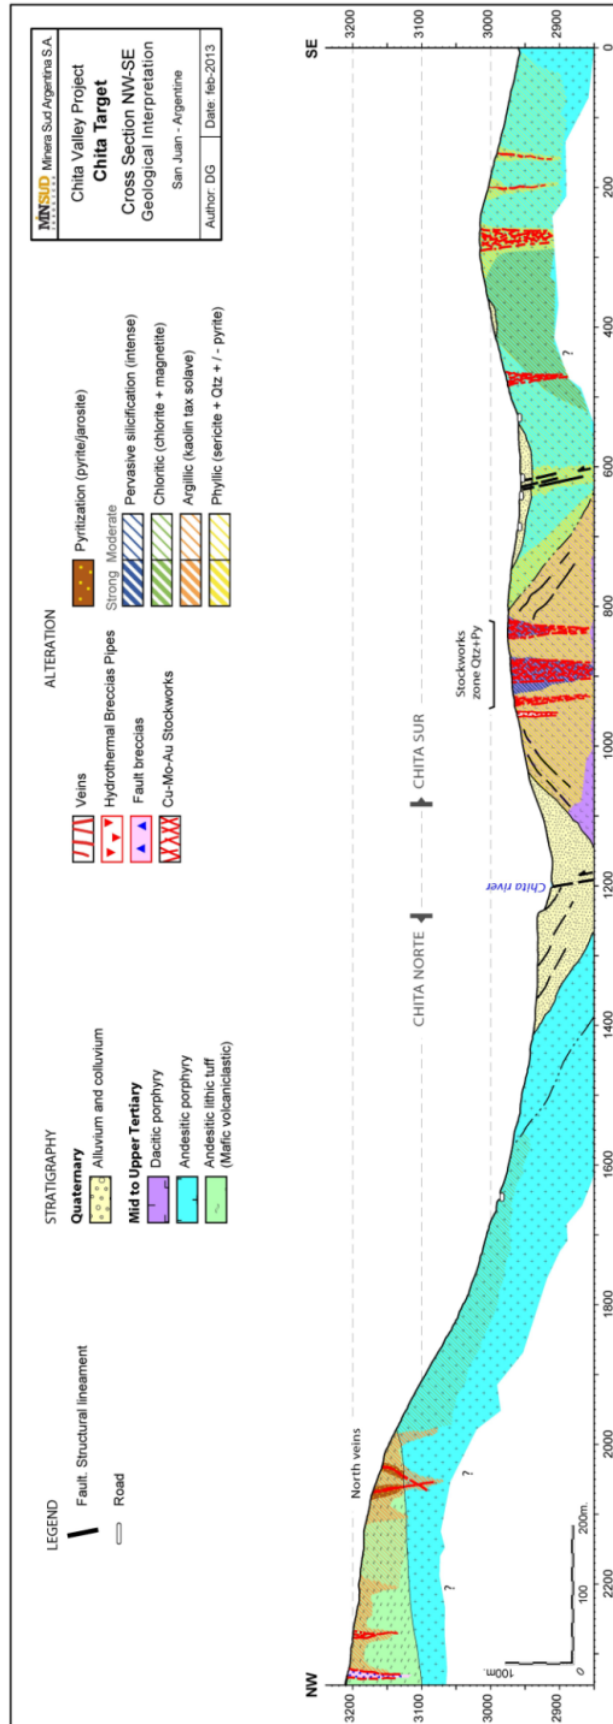 MINSUD Minera Sud Argentina S.A.
RESOURCES
Chita Valley Project
Chita Target
Cross Section NW-SE
Geological Interpretation
San Juan - Argentine
Author: DG
Date: feb-2013
LEGEND
Fault. Structural lineament
Road
STRATIGRAPHY
Quaternary
Alluvium and colluvium
Mid to Upper Tertiary
Dacitic porphyry
Andesitic porphyry
Andesitic lithic tuff
(Mafic volcaniclastic)
Veins
Hydrothermal Breccias Pipes
Fault breccias
Cu-Mo-Au Stockworks
ALTERATION
Pyritization (pyrite/jarosite)
Strong Moderate
Pervasive silicification (intense)
Chloritic (chlorite + magnetite)
Argillic (kaolin tax solave)
Phyllic (sericite + Qtz + / - pyrite)
NW
SE
3200
3100
3000
2900
3200
3100
3000
2900
North veins
CHITA NORTE
CHITA SUR
Chita river
Stockworks
zone Qtz+Py
?
?
?
100m.
0
100
200m.
2200
2000
1800
1600
1400
1200
1000
800
600
400
200
0